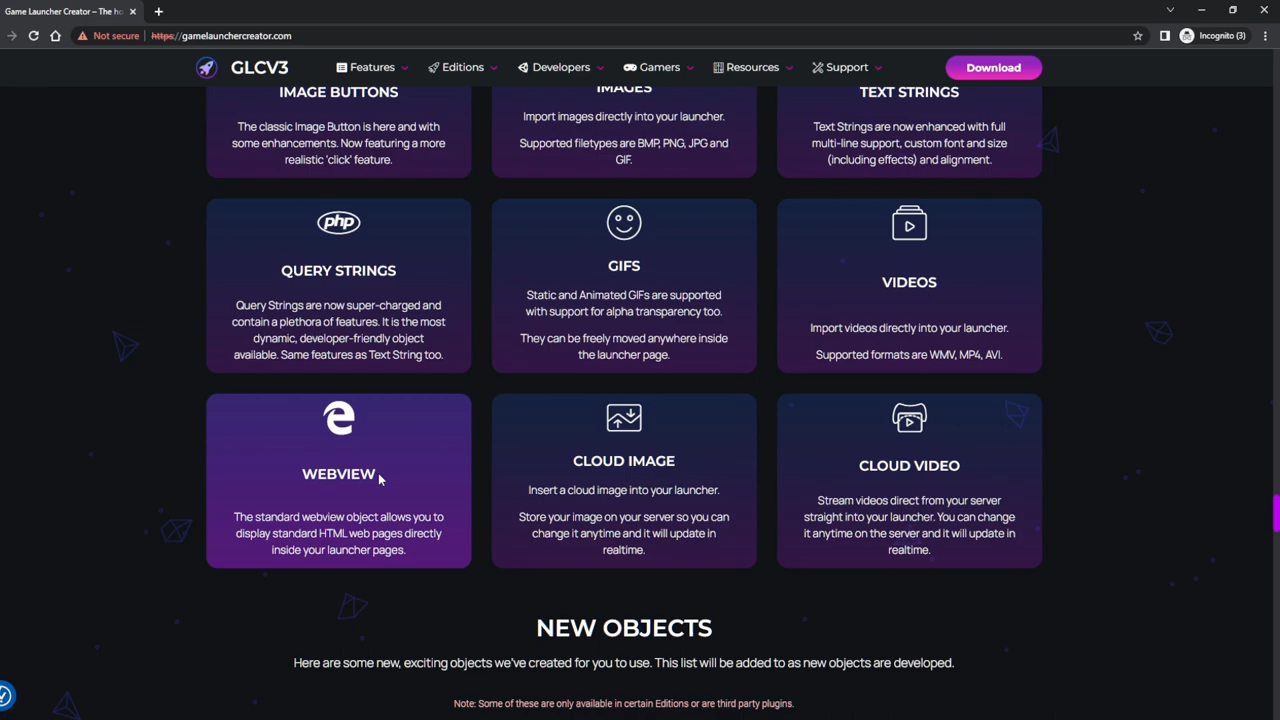 Game Launcher Creator – The ho
Not secure
https://gamelaunchercreator.com
Incognito (3)
GLCV3
Features
Editions
Developers
Gamers
Resources
Support
Download
IMAGE BUTTONS
The classic Image Button is here and with
some enhancements. Now featuring a more
realistic 'click' feature.
IMAGES
Import images directly into your launcher.
Supported filetypes are BMP, PNG, JPG and
GIF.
TEXT STRINGS
Text Strings are now enhanced with full
multi-line support, custom font and size
(including effects) and alignment.
php
QUERY STRINGS
Query Strings are now super-charged and
contain a plethora of features. It is the most
dynamic, developer-friendly object
available. Same features as Text String too.
GIFS
Static and Animated GIFs are supported
with support for alpha transparency too.
They can be freely moved anywhere inside
the launcher page.
VIDEOS
Import videos directly into your launcher.
Supported formats are WMV, MP4, AVI.
WEBVIEW
The standard webview object allows you to
display standard HTML web pages directly
inside your launcher pages.
CLOUD IMAGE
Insert a cloud image into your launcher.
Store your image on your server so you can
change it anytime and it will update in
realtime.
CLOUD VIDEO
Stream videos direct from your server
straight into your launcher. You can change
it anytime on the server and it will update in
realtime.
NEW OBJECTS
Here are some new, exciting objects we've created for you to use. This list will be added to as new objects are developed.
Note: Some of these are only available in certain Editions or are third party plugins.